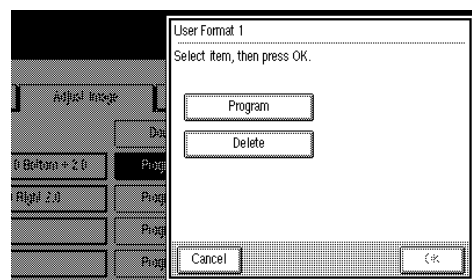 User Format 1
Select item, then press OK.
Program
Delete
Cancel
OK
Adjust Image
0 Bottom + 2.0
Right 2.0